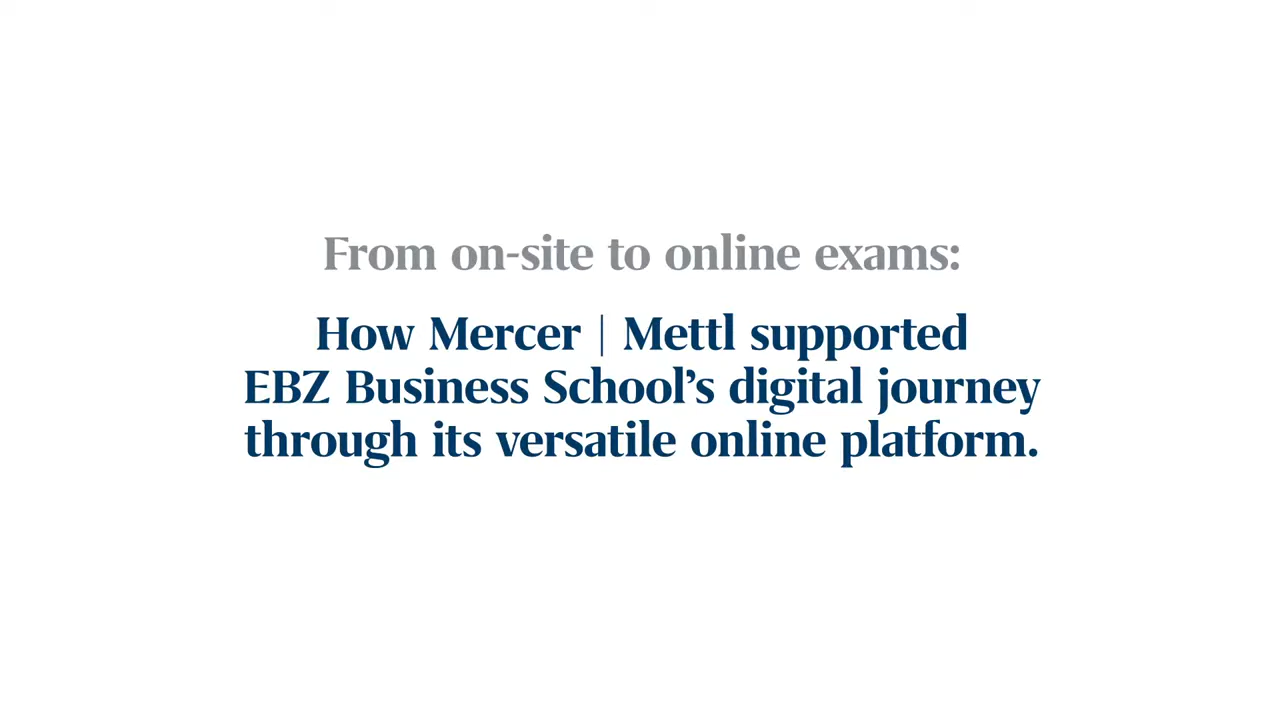 From on-site to online exams:
How Mercer | Mettl supported
EBZ Business School’s digital journey
through its versatile online platform.